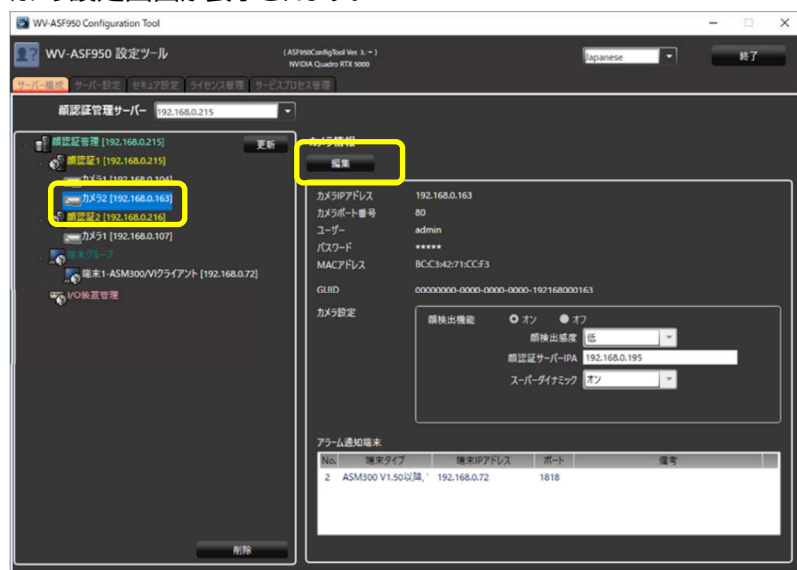 WV-ASF950 Configuration Tool
WV-ASF950 設定ツール
NVIDIA Quadro RTX 5000
Japanese
終了
サーバー構成 サーバー設定 セキュア設定 ライセンス管理 サービスプロセス管理
顔認証管理サーバー 192.168.0.215
顔認証管理 [192.168.0.215]
更新
顔認証1 [192.168.0.215]
カメラ1 [192.168.0.104]
カメラ2 [192.168.0.163]
顔認証2 [192.168.0.216]
カメラ1 [192.168.0.107]
端末グループ
端末1-ASM300/VIクライアント [192.168.0.72]
I/O装置管理
削除
カメラ情報
編集
カメラIPアドレス 192.168.0.163
カメラポート番号 80
ユーザー admin
パスワード *****
MACアドレス BC:C3:42:71:CC:F3
GUID 00000000-0000-0000-0000-192168000163
カメラ設定
顔検出機能 オン オフ
顔検出感度 低
顔認証サーバーIPA 192.168.0.195
スーパーダイナミック オン
アラーム通知端末
No. 端末タイプ 端末IPアドレス ポート 備考
2 ASM300 V1.50以降, 192.168.0.72 1818